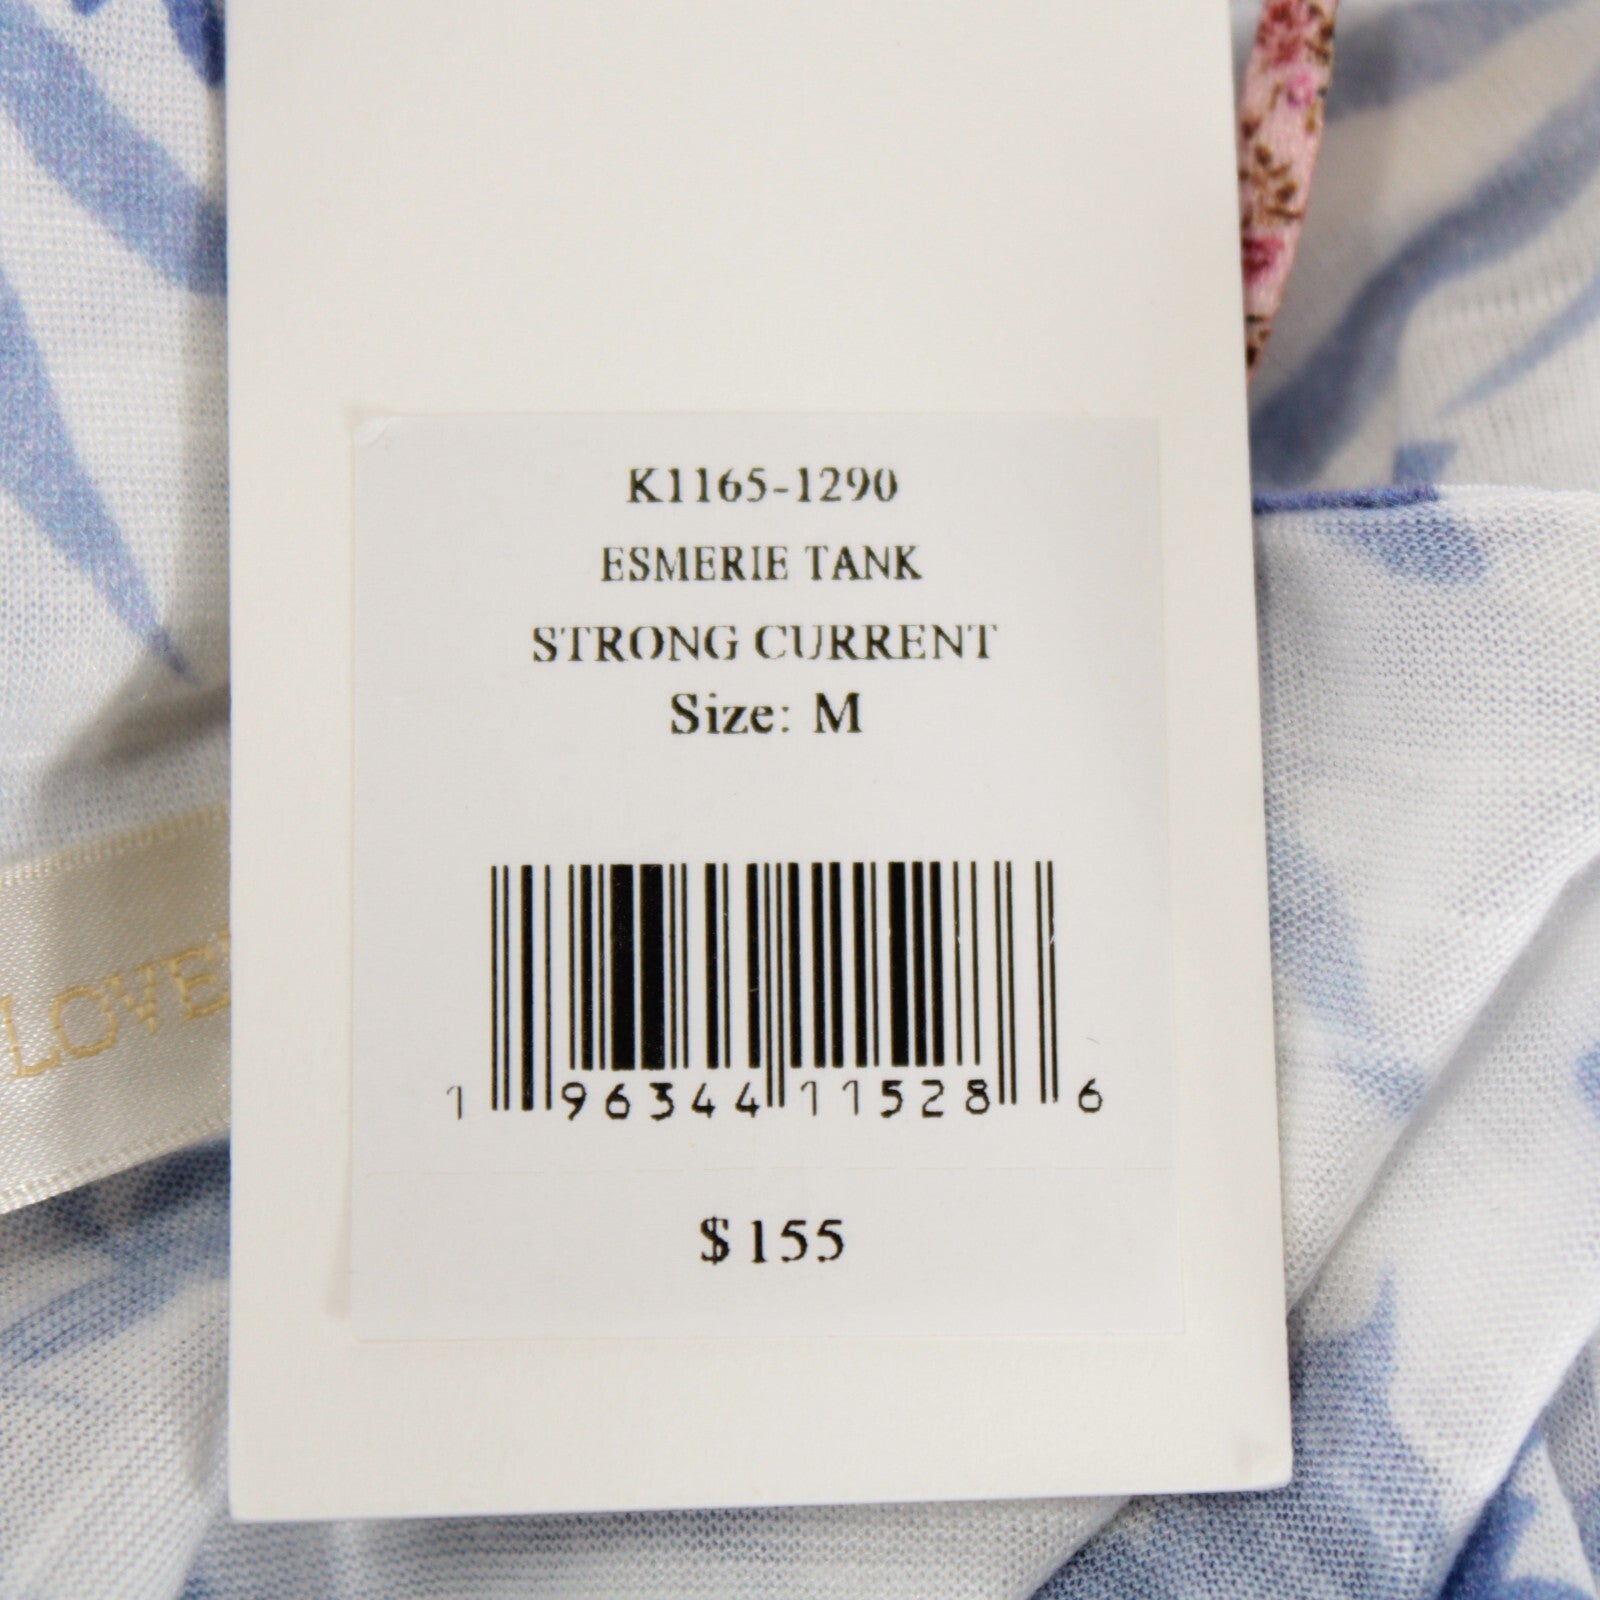 K1165-1290
ESMERIE TANK
STRONG CURRENT
Size: M
1 96344 11528 6
$155